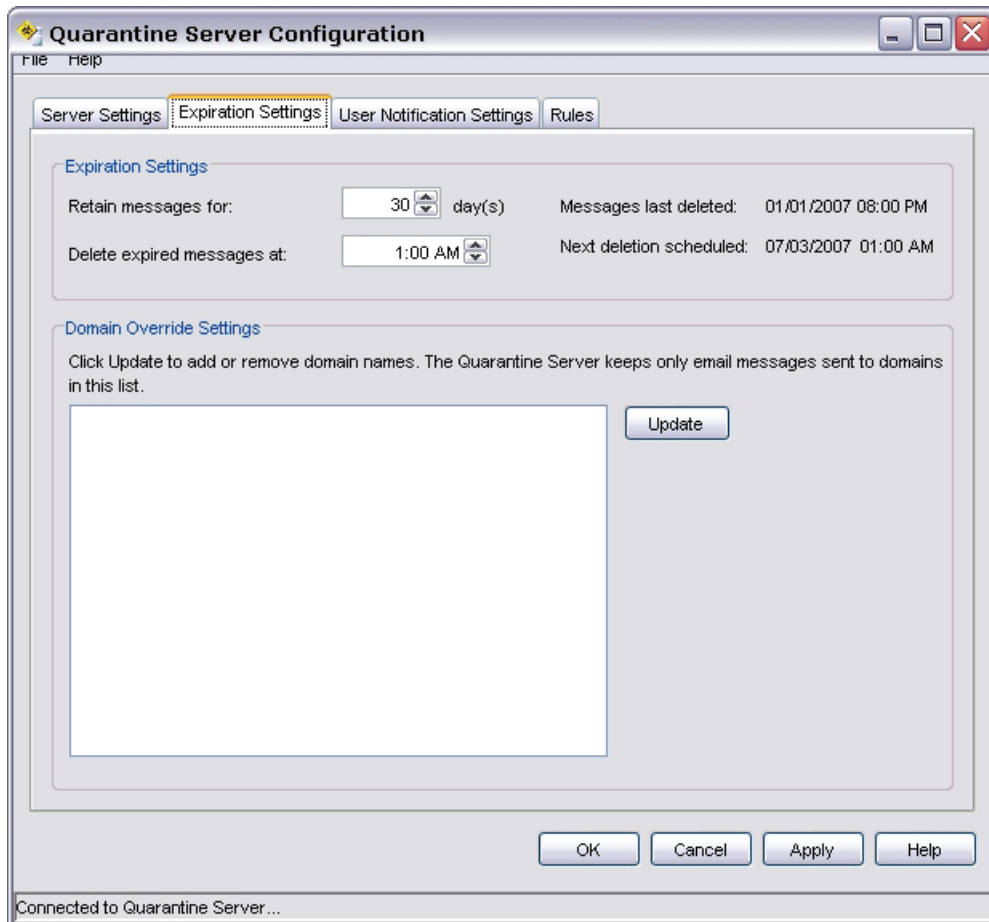 Quarantine Server Configuration
File Help
Server Settings Expiration Settings User Notification Settings Rules
Expiration Settings
Retain messages for: 30 day(s) Messages last deleted: 01/01/2007 08:00 PM
Delete expired messages at: 1:00 AM Next deletion scheduled: 07/03/2007 01:00 AM
Domain Override Settings
Click Update to add or remove domain names. The Quarantine Server keeps only email messages sent to domains
in this list.
Update
OK Cancel Apply Help
Connected to Quarantine Server...